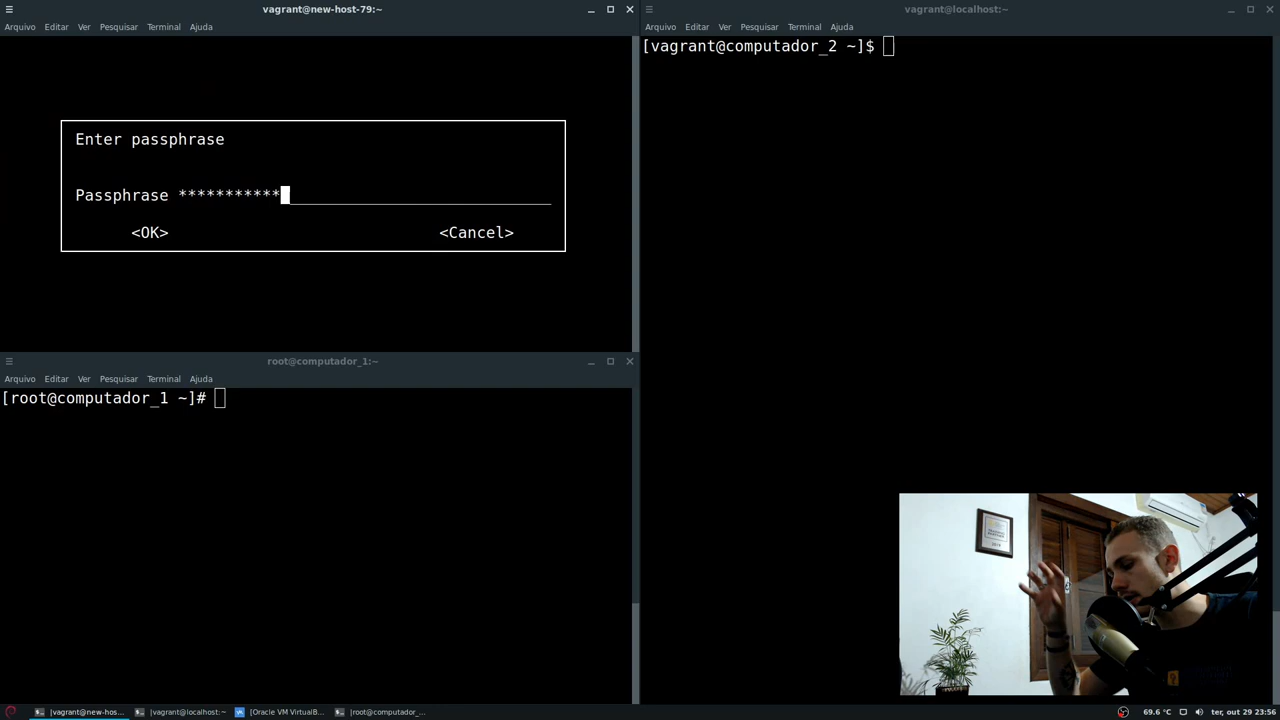 vagrant@new-host-79:~
Arquivo Editar Ver Pesquisar Terminal Ajuda
Enter passphrase
Passphrase ***********
<OK> <Cancel>
root@computador_1:~
Arquivo Editar Ver Pesquisar Terminal Ajuda
[root@computador_1 ~]#
vagrant@localhost:~
Arquivo Editar Ver Pesquisar Terminal Ajuda
[vagrant@computador_2 ~]$
2019
[vagrant@new-hos... [vagrant@localhost:~ [Oracle VM VirtualB... [root@computador_... 69.6 °C ter, out 29 23:56